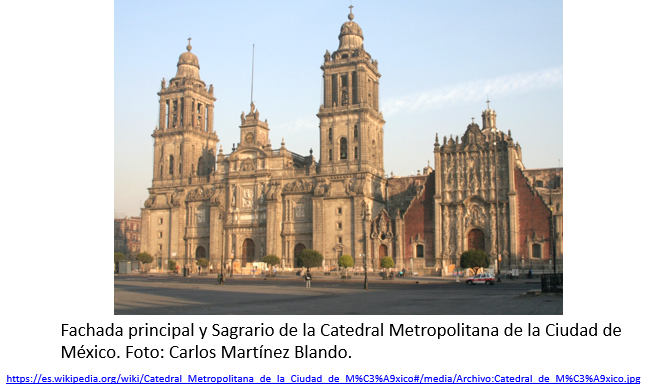 Fachada principal y Sagrario de la Catedral Metropolitana de la Ciudad de
México. Foto: Carlos Martínez Blando.
https://es.wikipedia.org/wiki/Catedral_Metropolitana_de_la_Ciudad_de_M%C3%A9xico#/media/Archivo:Catedral_de_M%C3%A9xico.jpg